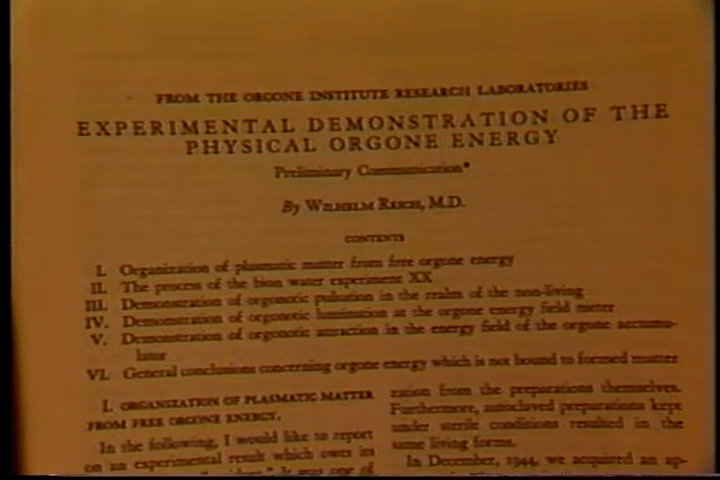 FROM THE ORGONE INSTITUTE RESEARCH LABORATORIES
EXPERIMENTAL DEMONSTRATION OF THE
PHYSICAL ORGONE ENERGY
Preliminary Communication*
By WILHELM REICH, M.D.
CONTENTS
I. Organization of plasmatic matter from free orgone energy
II. The process of the bion water experiment XX
III. Demonstration of orgonotic pulsation in the realm of the non-living
IV. Demonstration of orgonotic lumination at the orgone energy field meter
V. Demonstration of orgonotic attraction in the energy field of the orgone accumu-
lator
VI. General conclusions concerning orgone energy which is not bound to formed matter
I. ORGANIZATION OF PLASMATIC MATTER
FROM FREE ORGONE ENERGY.
In the following, I would like to report
on an experimental result which owes its
It was one of
zation from the preparations themselves.
Furthermore, autoclaved preparations kept
under sterile conditions resulted in the
same living forms.
In December, 1944, we acquired an ap-